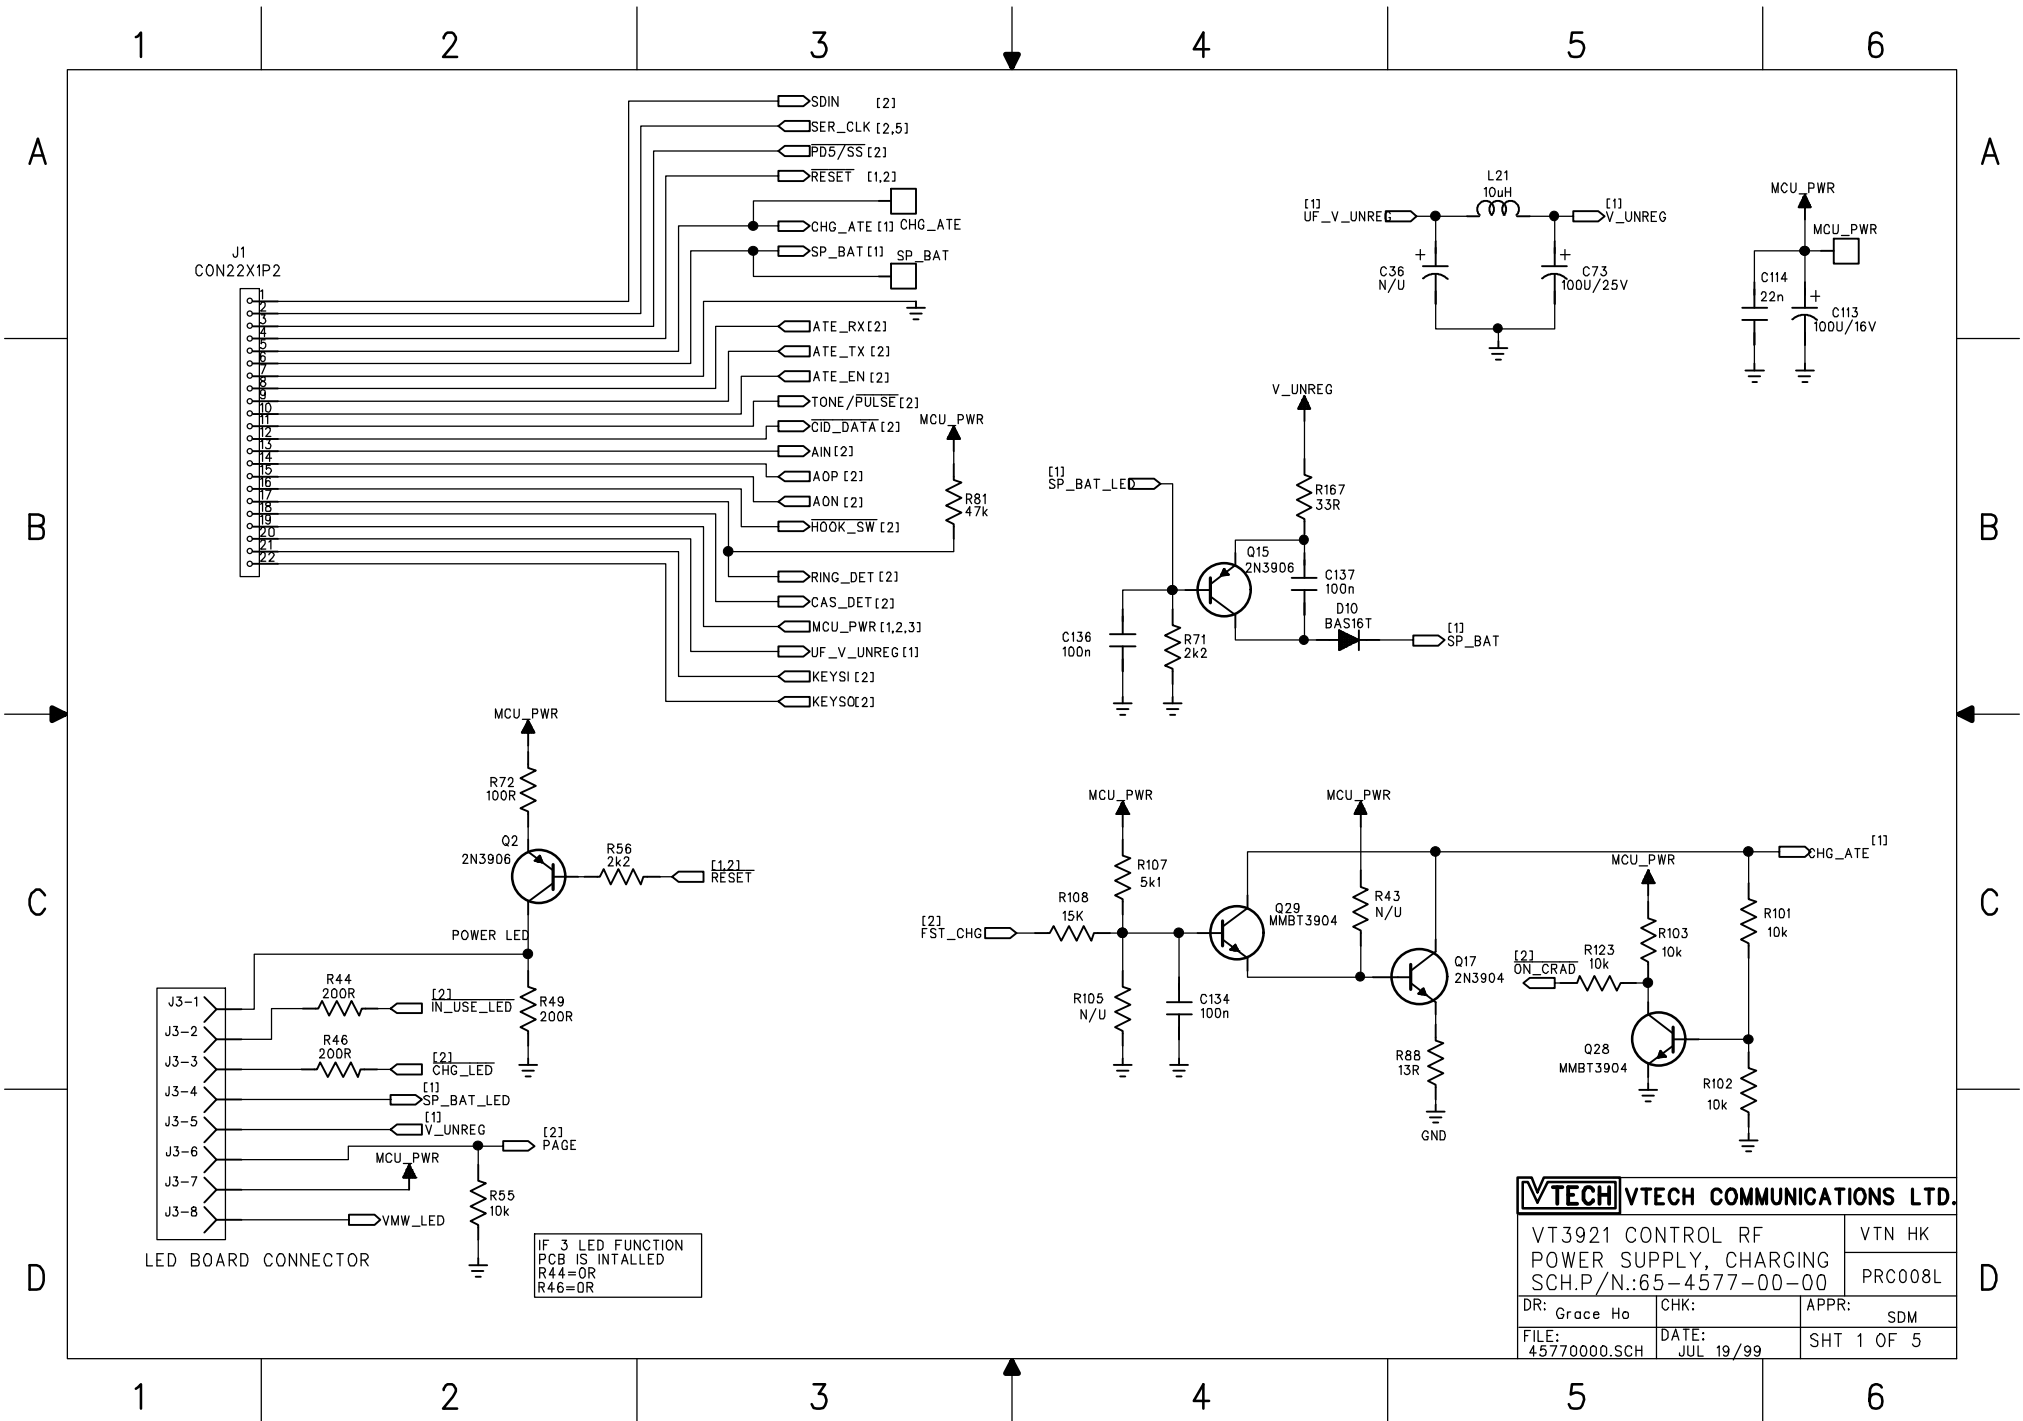 1 2 3 4 5 6
A A
B B
C C
D D
1 2 3 4 5 6
J1
CON22X1P2
1
2
3
4
5
6
7
8
9
10
11
12
13
14
15
16
17
18
19
20
21
22
SDIN [2]
SER_CLK [2,5]
PD5/SS [2]
RESET [1,2]
CHG_ATE [1] CHG_ATE
SP_BAT [1] SP_BAT
ATE_RX[2]
ATE_TX [2]
ATE_EN [2]
TONE/PULSE[2]
CID_DATA [2]
AIN[2]
AOP [2]
AON [2]
HOOK_SW [2]
RING_DET [2]
CAS_DET[2]
MCU_PWR [1,2,3]
UF_V_UNREG[1]
KEYSI [2]
KEYSO[2]
MCU_PWR
R81
47k
[1]
UF_V_UNREG
L21
10uH
[1]
V_UNREG
+
C36
N/U
+
C73
100U/25V
MCU_PWR
MCU_PWR
C114
22n
+
C113
100U/16V
V_UNREG
[1]
SP_BAT_LED
R167
33R
Q15
2N3906
C137
100n
D10
BAS16T
[1]
SP_BAT
C136
100n
R71
2k2
MCU_PWR
R72
100R
Q2
2N3906
R56
2k2
[1,2]
RESET
POWER LED
R49
200R
R44
200R
[2]
IN_USE_LED
R46
200R
[2]
CHG_LED
[1]
SP_BAT_LED
[1]
V_UNREG
[2]
PAGE
MCU_PWR
R55
10k
VMW_LED
J3-1
J3-2
J3-3
J3-4
J3-5
J3-6
J3-7
J3-8
LED BOARD CONNECTOR
IF 3 LED FUNCTION
PCB IS INTALLED
R44=0R
R46=0R
MCU_PWR
R107
5k1
[2]
FST_CHG
R108
15K
R105
N/U
C134
100n
Q29
MMBT3904
MCU_PWR
R43
N/U
Q17
2N3904
R88
13R
GND
[2]
ON_CRAD
R123
10k
MCU_PWR
R103
10k
Q28
MMBT3904
R101
10k
R102
10k
CHG_ATE [1]
VTECH VTECH COMMUNICATIONS LTD.
VT3921 CONTROL RF
POWER SUPPLY, CHARGING
SCH.P/N.:65-4577-00-00
VTN HK
PRC008L
DR: Grace Ho
CHK:
APPR: SDM
FILE: 45770000.SCH
DATE: JUL 19/99
SHT 1 OF 5